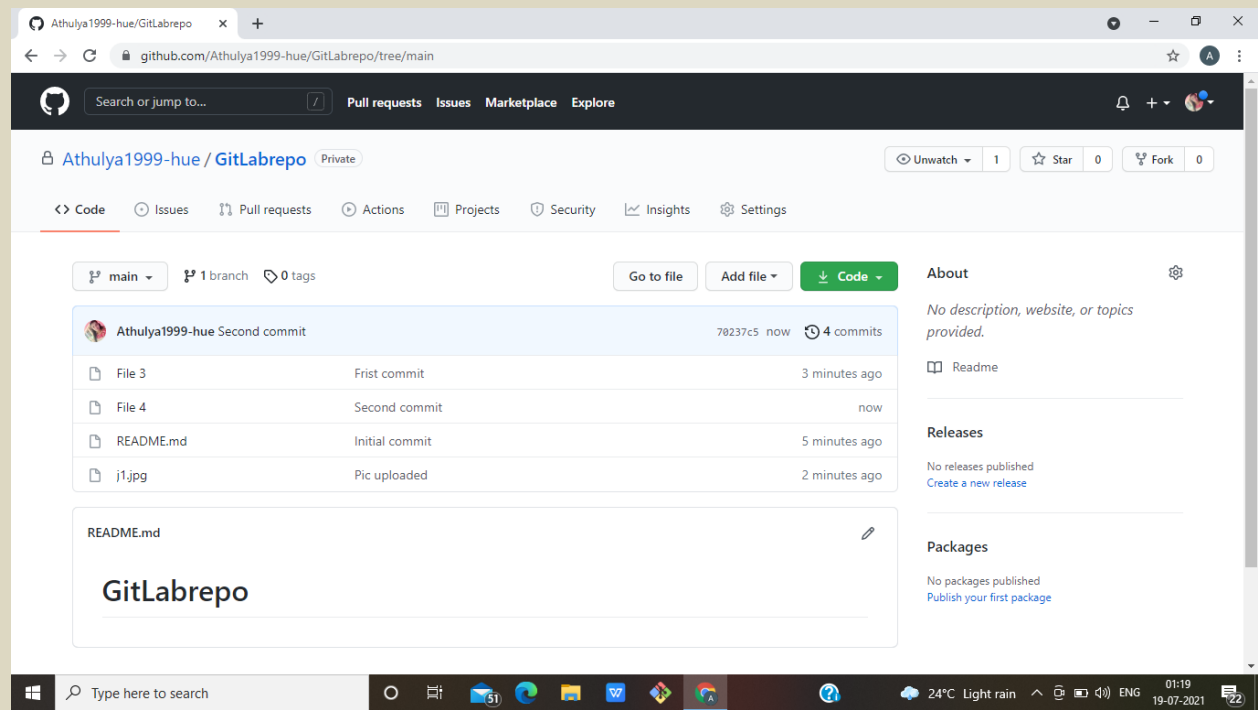 Athulya1999-hue/GitLabrepo
github.com/Athulya1999-hue/GitLabrepo/tree/main
A
Search or jump to... / Pull requests Issues Marketplace Explore
Athulya1999-hue / GitLabrepo Private
Unwatch 1 Star 0 Fork 0
Code Issues Pull requests Actions Projects Security Insights Settings
main 1 branch 0 tags Go to file Add file Code
Athulya1999-hue Second commit 70237c5 now 4 commits
File 3 Frist commit 3 minutes ago
File 4 Second commit now
README.md Initial commit 5 minutes ago
j1.jpg Pic uploaded 2 minutes ago
README.md
GitLabrepo
About
No description, website, or topics
provided.
Readme
Releases
No releases published
Create a new release
Packages
No packages published
Publish your first package
Type here to search 51 W A 24°C Light rain ENG 01:19
19-07-2021 22